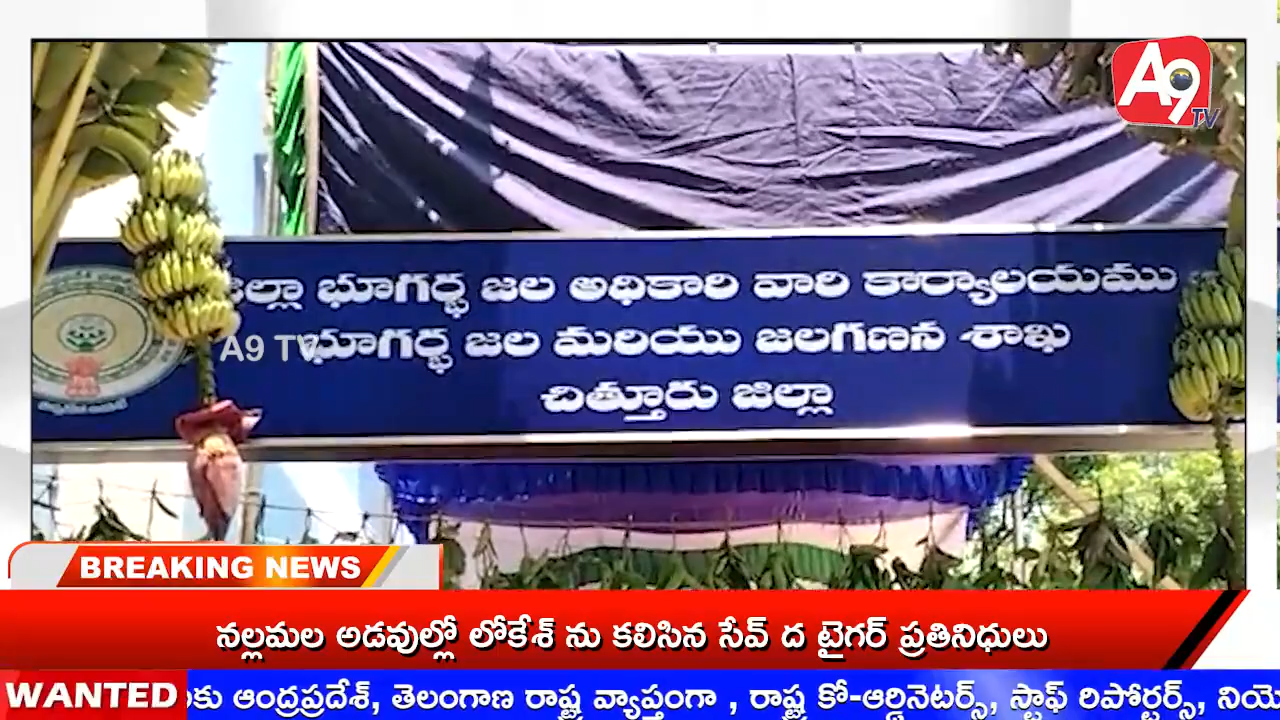 A9
TV
జిల్లా భూగర్భ జల అధికారి వారి కార్యాలయము
A9 TV
భూగర్భ జల మరియు జలగణన శాఖ
చిత్తూరు జిల్లా
BREAKING NEWS
నల్లమల అడవుల్లో లోకేశ్ ను కలిసిన సేవ్ ద టైగర్ ప్రతినిధులు
WANTED
ఆంధ్రప్రదేశ్, తెలంగాణ రాష్ట్ర వ్యాప్తంగా , రాష్ట్ర కో-ఆర్డినెటర్స్, స్టాఫ్ రిపోర్టర్స్,